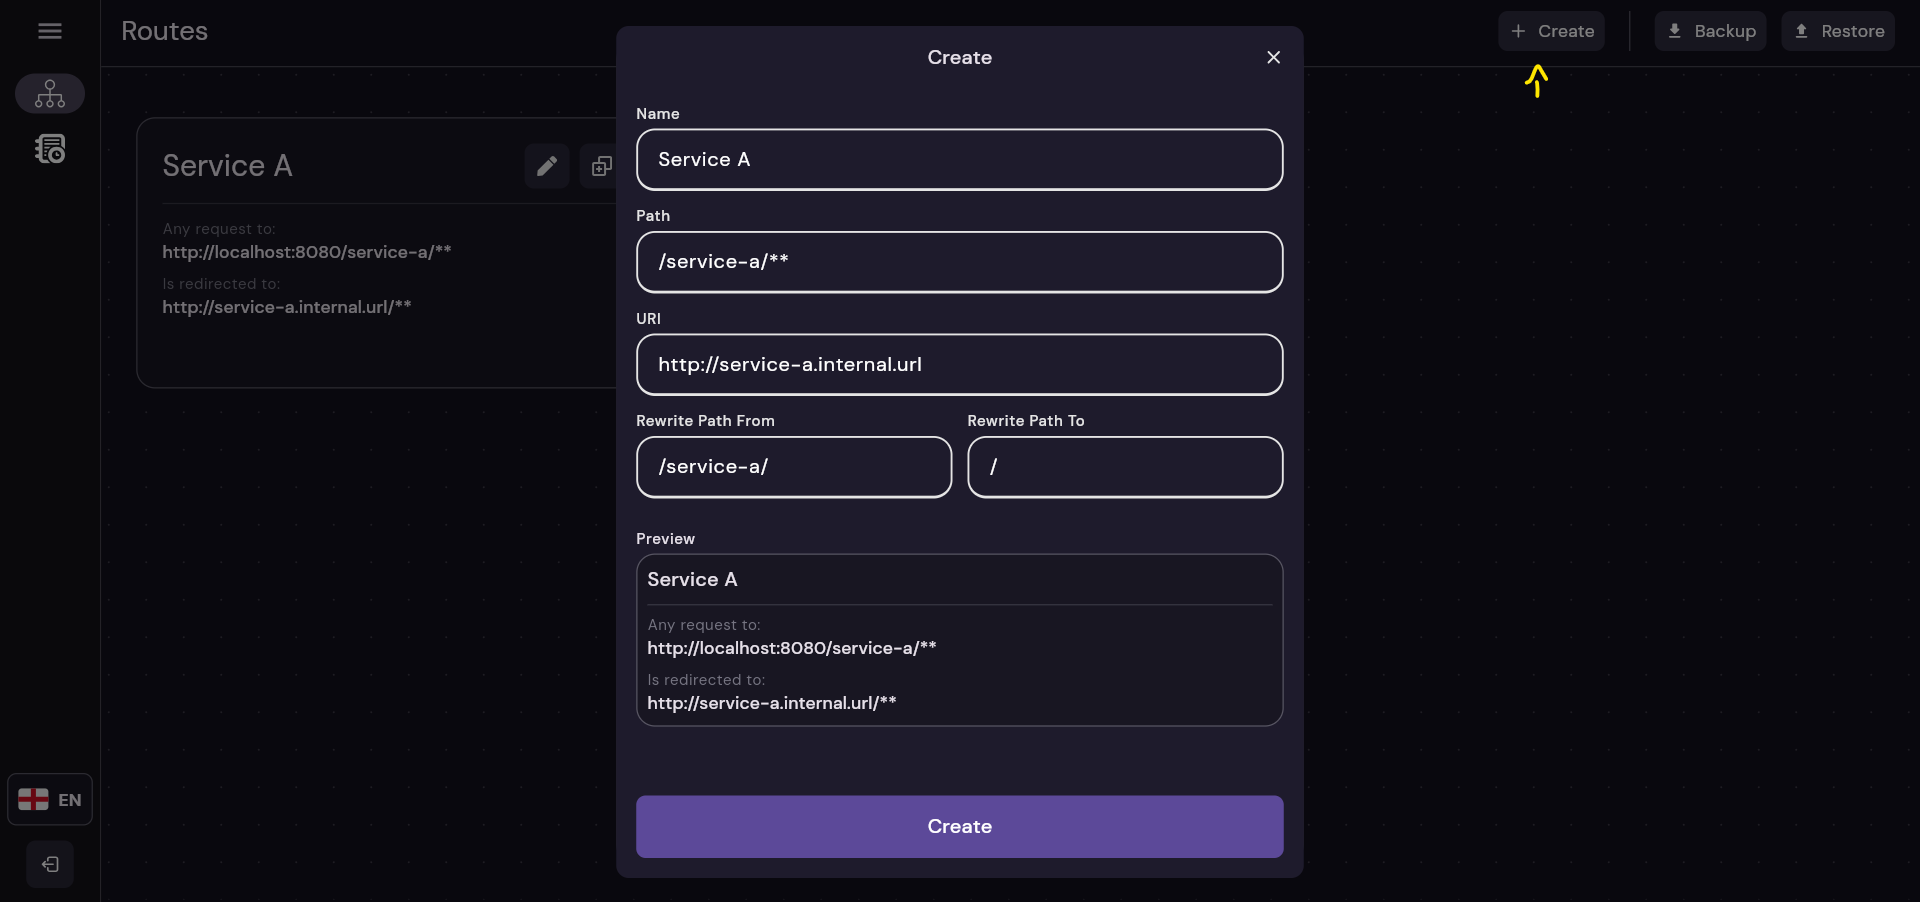 Routes
Create
Backup
Restore
Service A
Any request to:
http://localhost:8080/service-a/**
Is redirected to:
http://service-a.internal.url/**
EN
Create
Name
Service A
Path
/service-a/**
URI
http://service-a.internal.url
Rewrite Path From
Rewrite Path To
/service-a/
/
Preview
Service A
Any request to:
http://localhost:8080/service-a/**
Is redirected to:
http://service-a.internal.url/**
Create